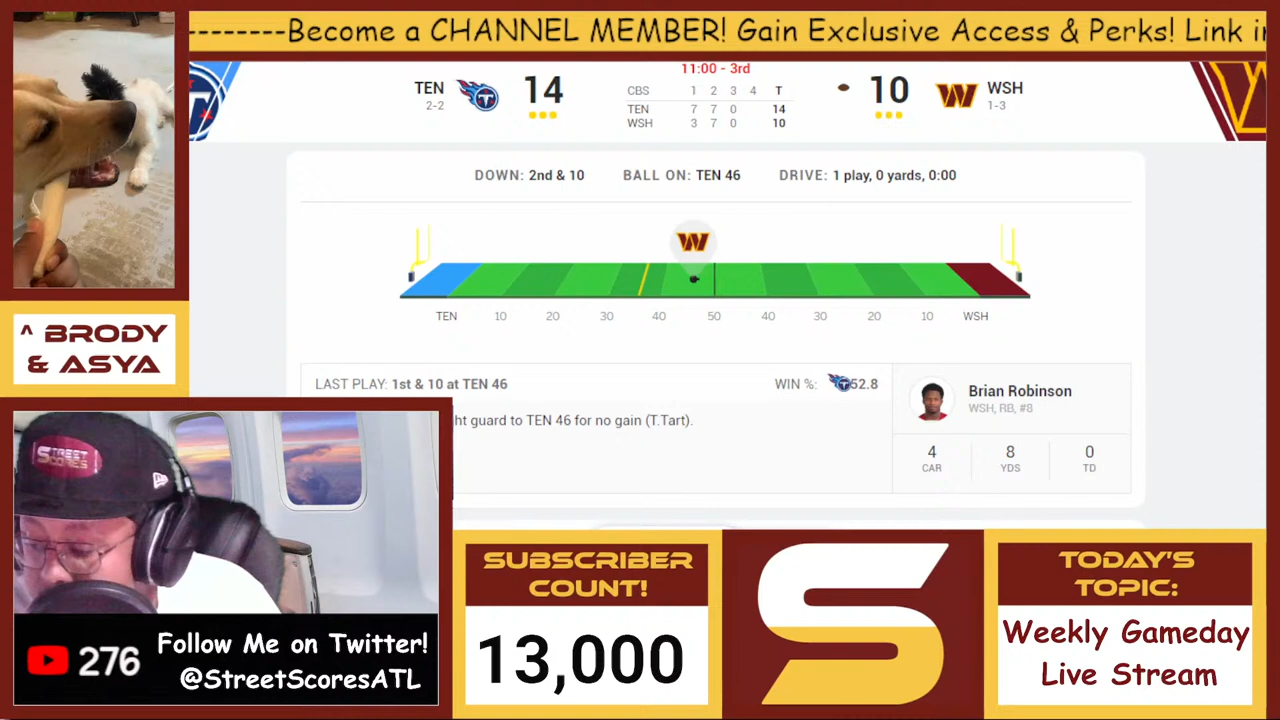 --------Become a CHANNEL MEMBER! Gain Exclusive Access & Perks! Link i
11:00 - 3rd
TEN 14 CBS 1 2 3 4 T 10 WSH
2-2 TEN 7 7 0 14 1-3
WSH 3 7 0 10
DOWN: 2nd & 10 BALL ON: TEN 46 DRIVE: 1 play, 0 yards, 0:00
TEN 10 20 30 40 50 40 30 20 10 WSH
^ BRODY
& ASYA
LAST PLAY: 1st & 10 at TEN 46 WIN %: 52.8
ht guard to TEN 46 for no gain (T.Tart).
Brian Robinson
WSH, RB, #8
4 8 0
CAR YDS TD
STREET
SCORES
SUBSCRIBER
COUNT!
13,000
TODAY'S
TOPIC:
Weekly Gameday
Live Stream
276
Follow Me on Twitter!
@StreetScoresATL